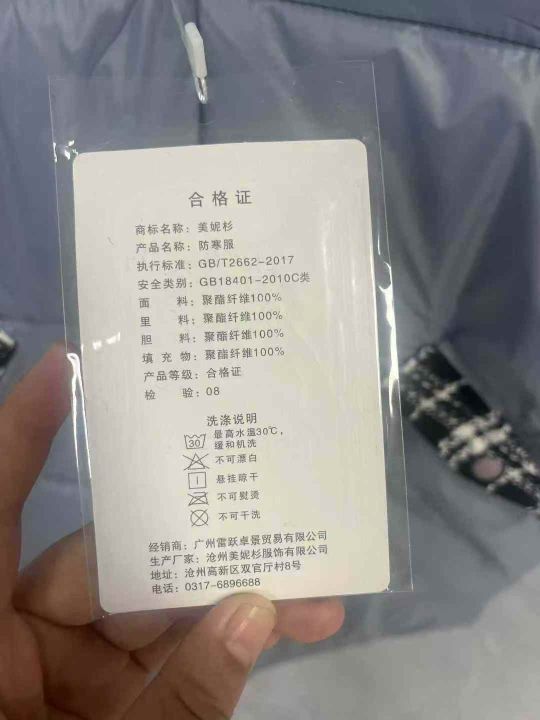 合格证
商标名称：美妮杉
产品名称：防寒服
执行标准：GB/T2662-2017
安全类别：GB18401-2010C类
面 料：聚酯纤维100%
里 料：聚酯纤维100%
胆 料：聚酯纤维100%
填 充 物：聚酯纤维100%
产品等级：合格证
检 验：08
洗涤说明
30 最高水温30℃，
缓和机洗
不可漂白
悬挂晾干
不可熨烫
不可干洗
经销商：广州雷跃卓景贸易有限公司
生产厂家：沧州美妮杉服饰有限公司
地址：沧州高新区双官厅村8号
电话：0317-6896688